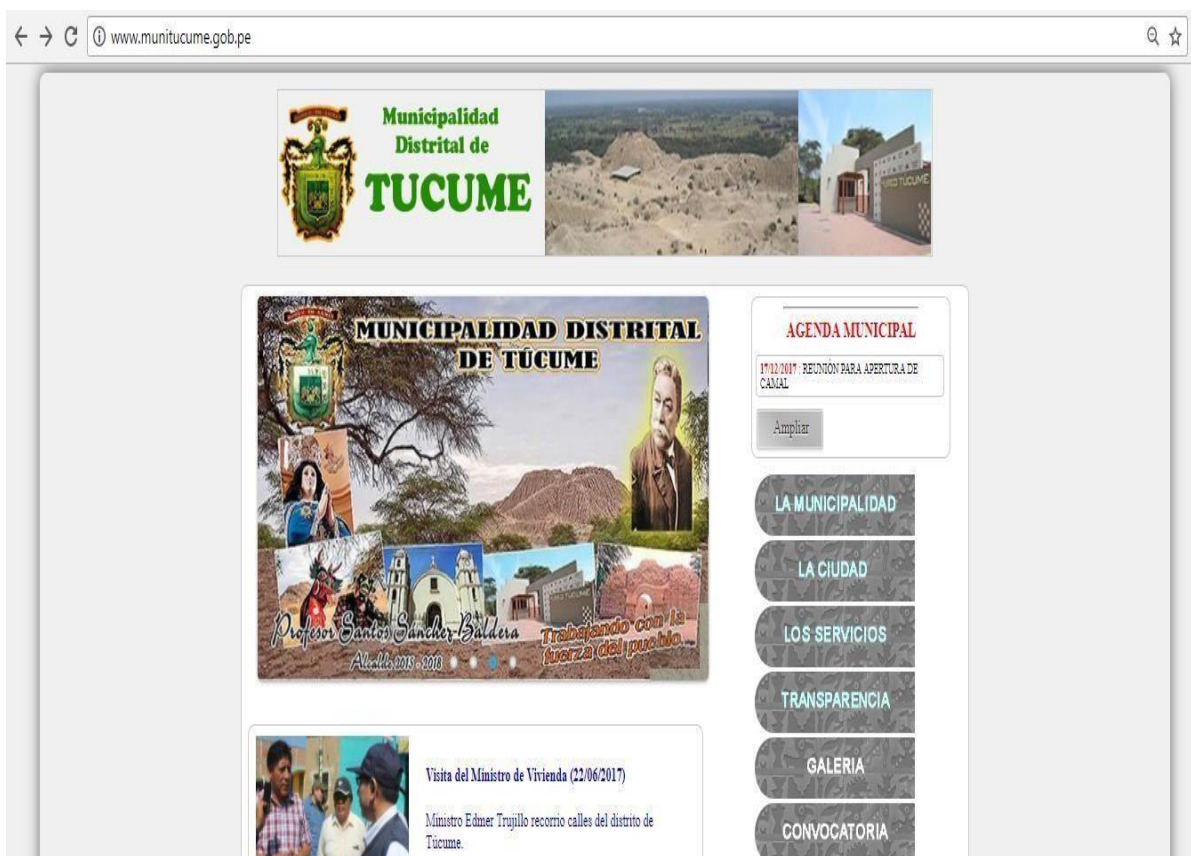 www.munitucume.gob.pe
Municipalidad
Distrital de
TUCUME
TUCUME
MUNICIPALIDAD DISTRITAL
DE TÚCUME
TUCUME
Profesor Santos Sánchez Baldera
Alcalde 2015 - 2018
Trabajando con la
fuerza del pueblo...
AGENDA MUNICIPAL
17/12/2017 : REUNIÓN PARA APERTURA DE
CAMAL
Ampliar
LA MUNICIPALIDAD
LA CIUDAD
LOS SERVICIOS
TRANSPARENCIA
GALERIA
CONVOCATORIA
Visita del Ministro de Vivienda (22/06/2017)
Ministro Edmer Trujillo recorrio calles del distrito de
Túcume.